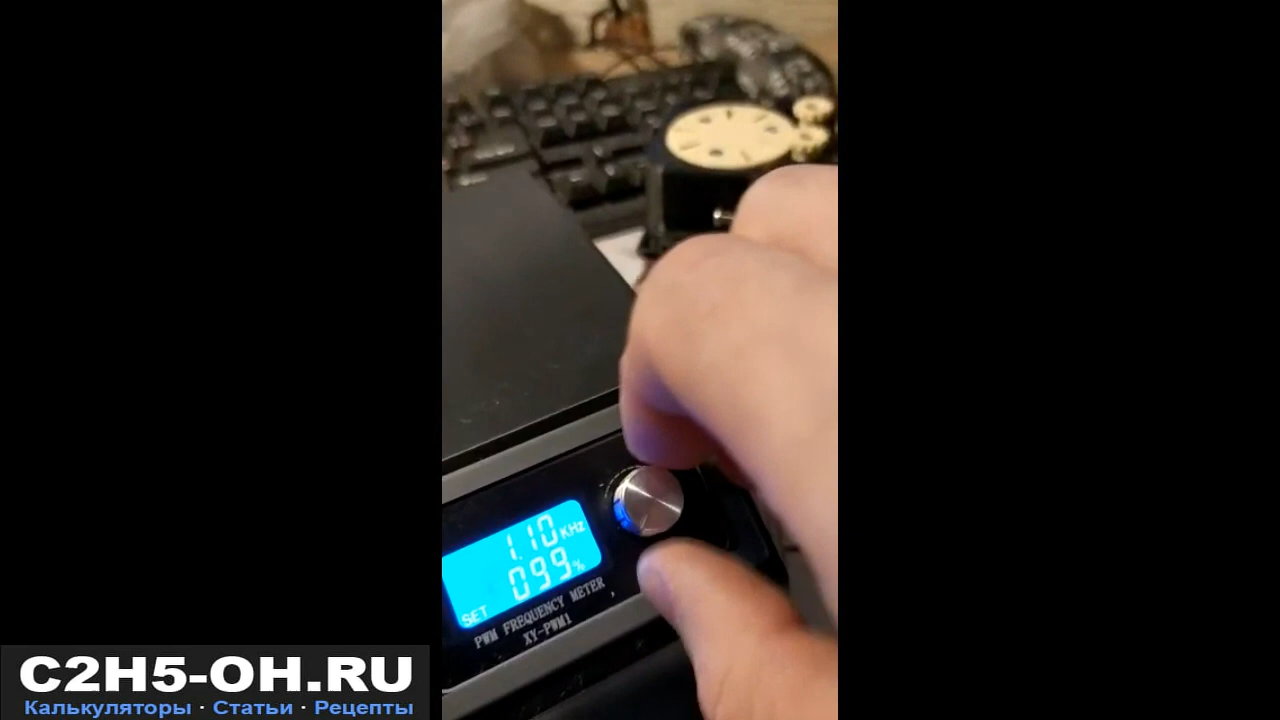 1.10 KHz
099%
SET
PWM FREQUENCY METER
XY-PWM1
C2H5-OH.RU
Калькуляторы · Статьи · Рецепты